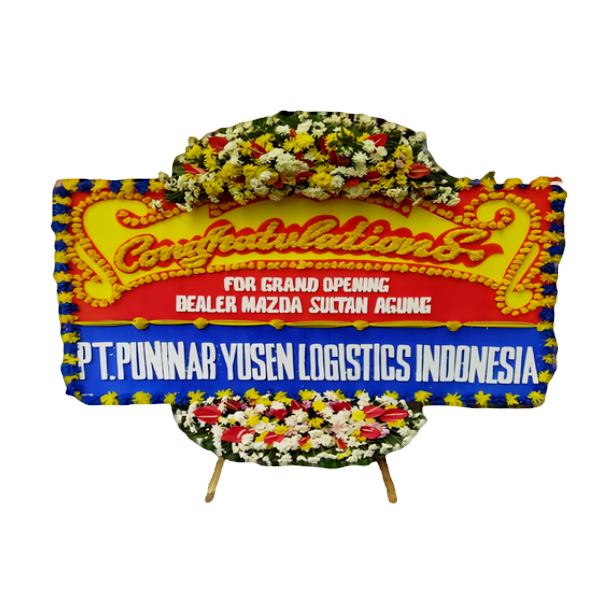 Congratulations
FOR GRAND OPENING
DEALER MAZDA SULTAN AGUNG
PT. PUNINAR YUSEN LOGISTICS INDONESIA